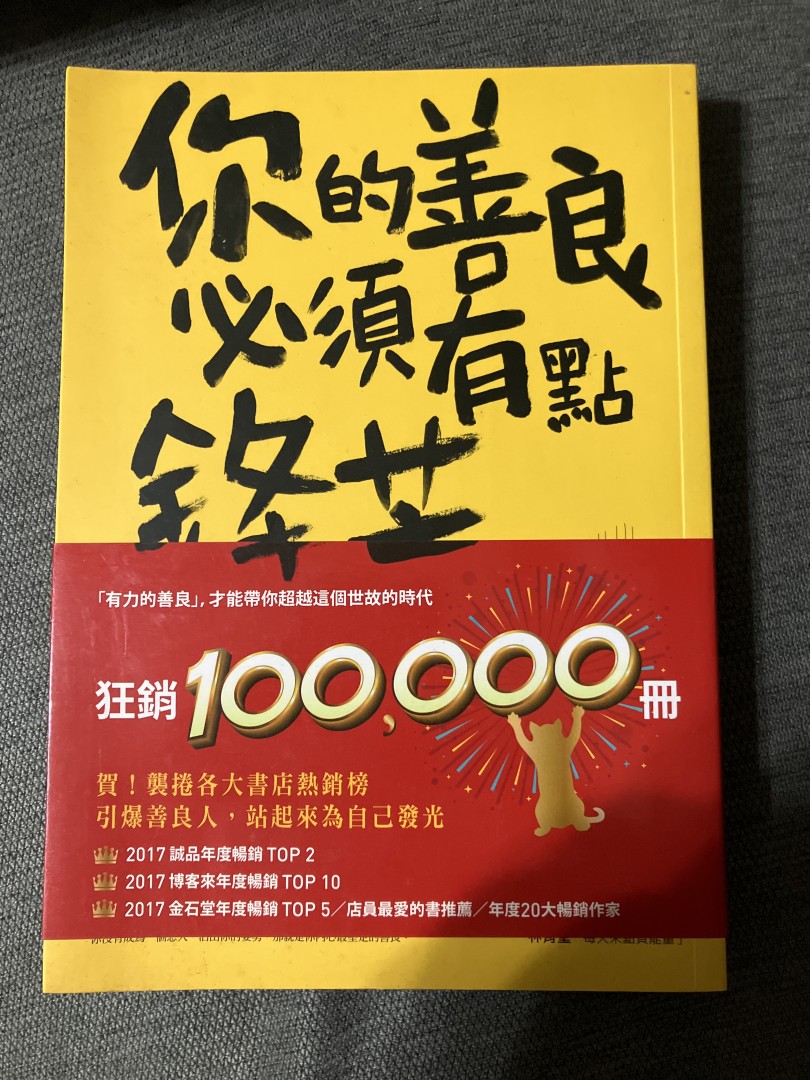 你的善良
必須有點
鋒芒
「有力的善良」,才能帶你超越這個世故的時代
狂銷100,000冊
賀！襲捲各大書店熱銷榜
引爆善良人，站起來為自己發光
2017 誠品年度暢銷 TOP 2
2017 博客來年度暢銷 TOP 10
2017 金石堂年度暢銷 TOP 5／店員最愛的書推薦／年度20大暢銷作家